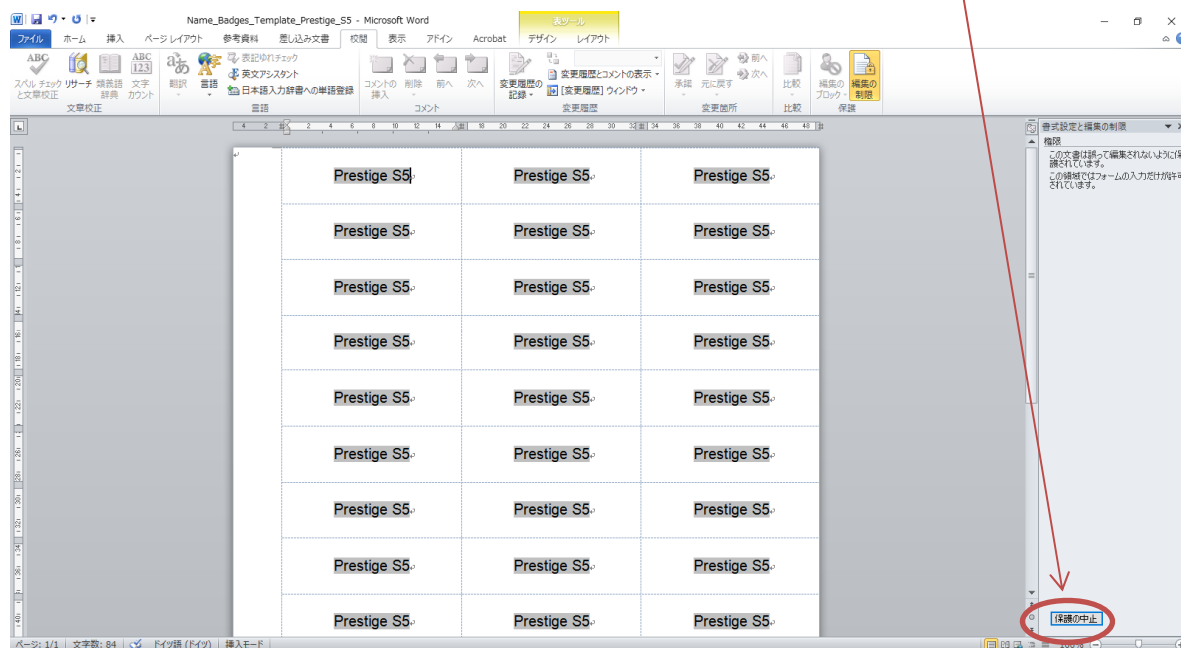 Name_Badges_Template_Prestige_S5 - Microsoft Word
表ツール
ファイル ホーム 挿入 ページ レイアウト 参考資料 差し込み文書 校閲 表示 アドイン Acrobat デザイン レイアウト
スペル チェックと文章校正
リサーチ
類義語辞典
文字カウント
翻訳
言語
表記ゆれチェック
英文アシスタント
日本語入力辞書への単語登録
コメントの挿入
削除
前へ
次へ
変更履歴の記録
変更履歴とコメントの表示
[変更履歴] ウィンドウ
承諾
元に戻す
前へ
次へ
比較
編集のブロック
編集の制限
文章校正 言語 コメント 変更履歴 変更箇所 比較 保護
書式設定と編集の制限
権限
この文書は誤って編集されないように保
護されています。
この領域ではフォームの入力だけが許可
されています。
Prestige S5 Prestige S5 Prestige S5
Prestige S5 Prestige S5 Prestige S5
Prestige S5 Prestige S5 Prestige S5
Prestige S5 Prestige S5 Prestige S5
Prestige S5 Prestige S5 Prestige S5
Prestige S5 Prestige S5 Prestige S5
Prestige S5 Prestige S5 Prestige S5
Prestige S5 Prestige S5 Prestige S5
Prestige S5 Prestige S5 Prestige S5
保護の中止
ページ: 1/1 文字数: 84 ドイツ語 (ドイツ) 挿入モード 100%